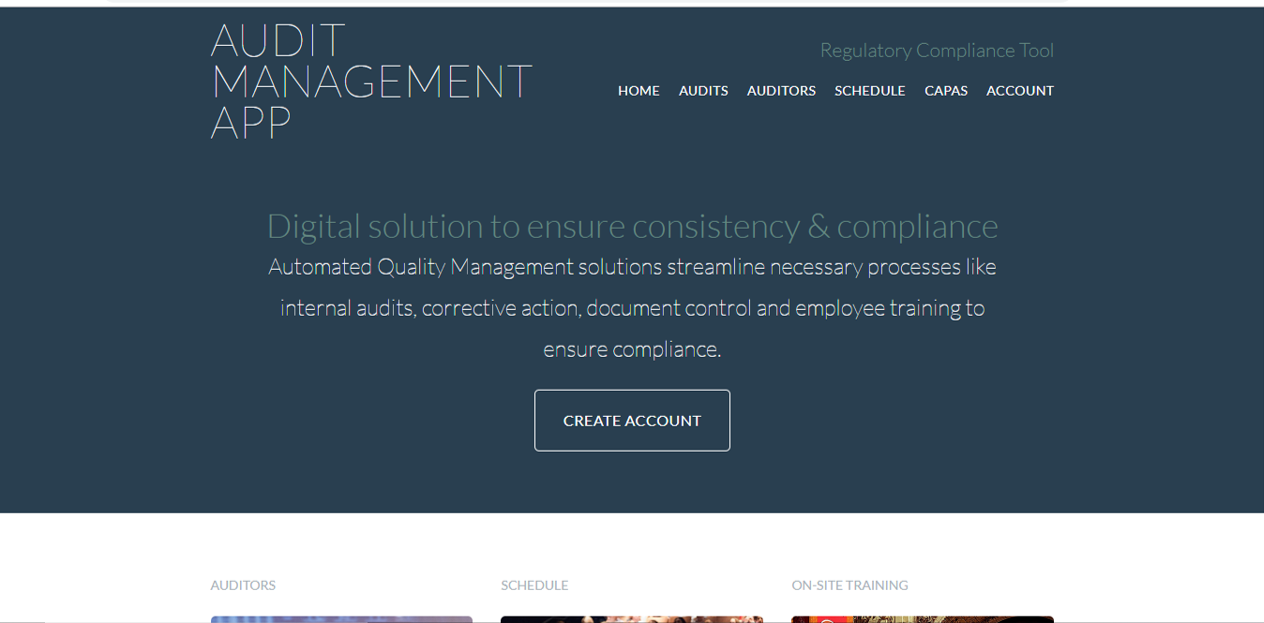 AUDIT
MANAGEMENT
APP
Regulatory Compliance Tool
HOME AUDITS AUDITORS SCHEDULE CAPAS ACCOUNT
Digital solution to ensure consistency & compliance
Automated Quality Management solutions streamline necessary processes like
internal audits, corrective action, document control and employee training to
ensure compliance.
CREATE ACCOUNT
AUDITORS SCHEDULE ON-SITE TRAINING